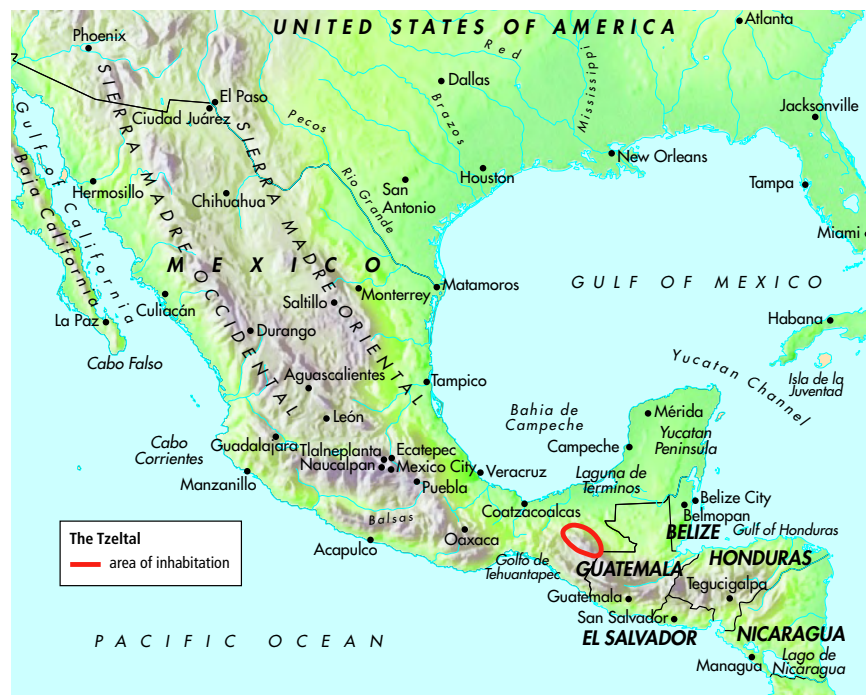 UNITED STATES OF AMERICA
Atlanta
Phoenix
Red
Mississipi
Dallas
El Paso
Ciudad Juárez
Pecos
Brazos
Jacksonville
New Orleans
Houston
San
Antonio
Tampa
Miami
Gulf of California
Baja California
Hermosillo
SIERRA MADRE OCCIDENTAL
Chihuahua
SIERRA MADRE ORIENTAL
Rio Grande
MEXICO
GULF OF MEXICO
Monterrey
Matamoros
Saltillo
Culiacán
La Paz
Durango
Habana
Cabo Falso
Yucatan Channel
Isla de la
Juventad
Aguascalientes
Tampico
León
Bahia de
Campeche
Mérida
Yucatan
Peninsula
Cabo
Corrientes
Guadalajara
Tlalneplanta
Ecatepec
Naucalpan
Mexico City
Campeche
Manzanillo
Puebla
Veracruz
Laguna de
Terminos
Coatzacoalcas
Belize City
Belmopan
BELIZE
Gulf of Honduras
Balsas
Acapulco
Oaxaca
Golfo de
Tehuantapec
GUATEMALA
HONDURAS
Tegucigalpa
Guatemala
San Salvador
EL SALVADOR
NICARAGUA
Lago de
Nicaragua
Managua
PACIFIC OCEAN
The Tzeltal
area of inhabitation